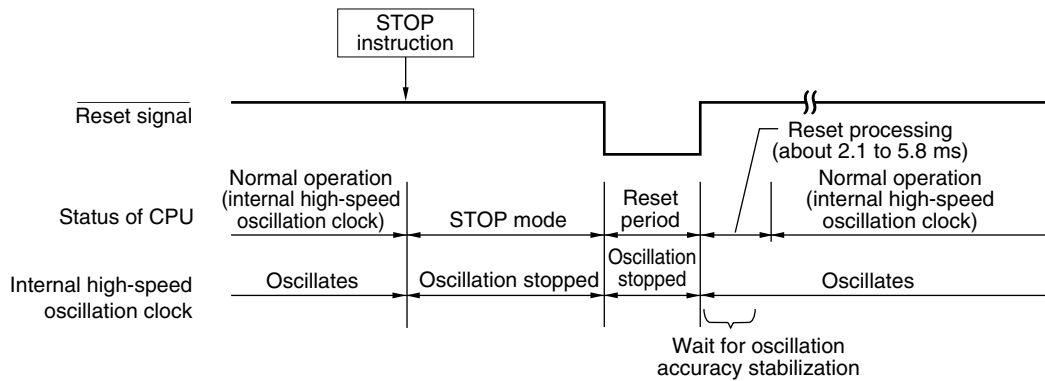 STOP
instruction
Reset signal
Reset processing
(about 2.1 to 5.8 ms)
Status of CPU
Normal operation
(internal high-speed
oscillation clock)
STOP mode
Reset
period
Normal operation
(internal high-speed
oscillation clock)
Internal high-speed
oscillation clock
Oscillates
Oscillation stopped
Oscillation
stopped
Oscillates
Wait for oscillation
accuracy stabilization